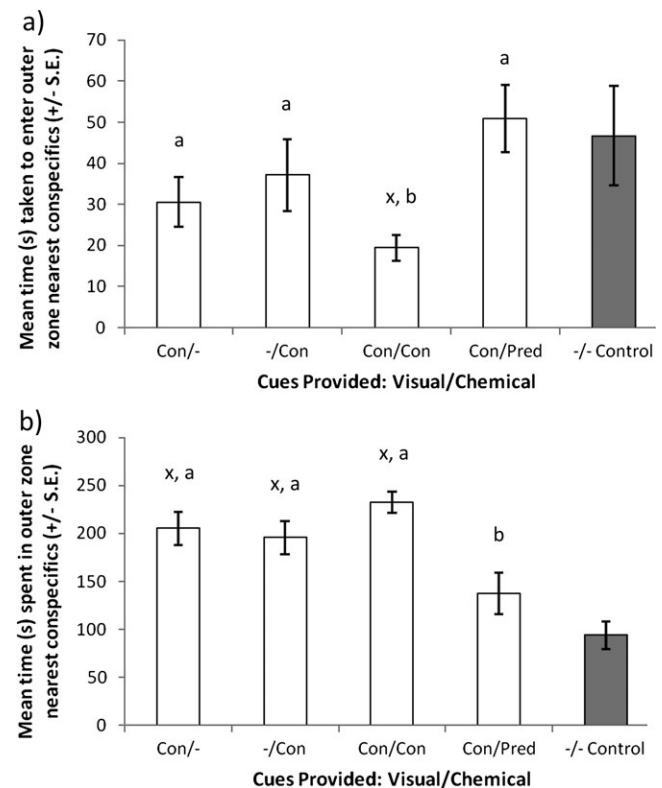 a)
Mean time (s) taken to enter outer
zone nearest conspecifics (+/- S.E.)
70
60
50
40
30
20
10
0
a
a
x, b
a
Con/-
-/Con
Con/Con
Con/Pred
-/- Control
Cues Provided: Visual/Chemical
b)
Mean time (s) spent in outer zone
nearest conspecifics (+/- S.E.)
300
250
200
150
100
50
0
x, a
x, a
x, a
b
Con/-
-/Con
Con/Con
Con/Pred
-/- Control
Cues Provided: Visual/Chemical